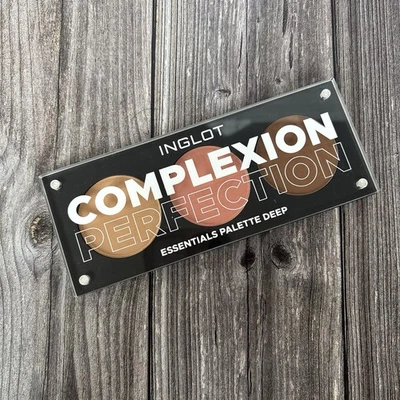 INGLOT
COMPLEXION
PERFECTION
ESSENTIALS PALETTE DEEP